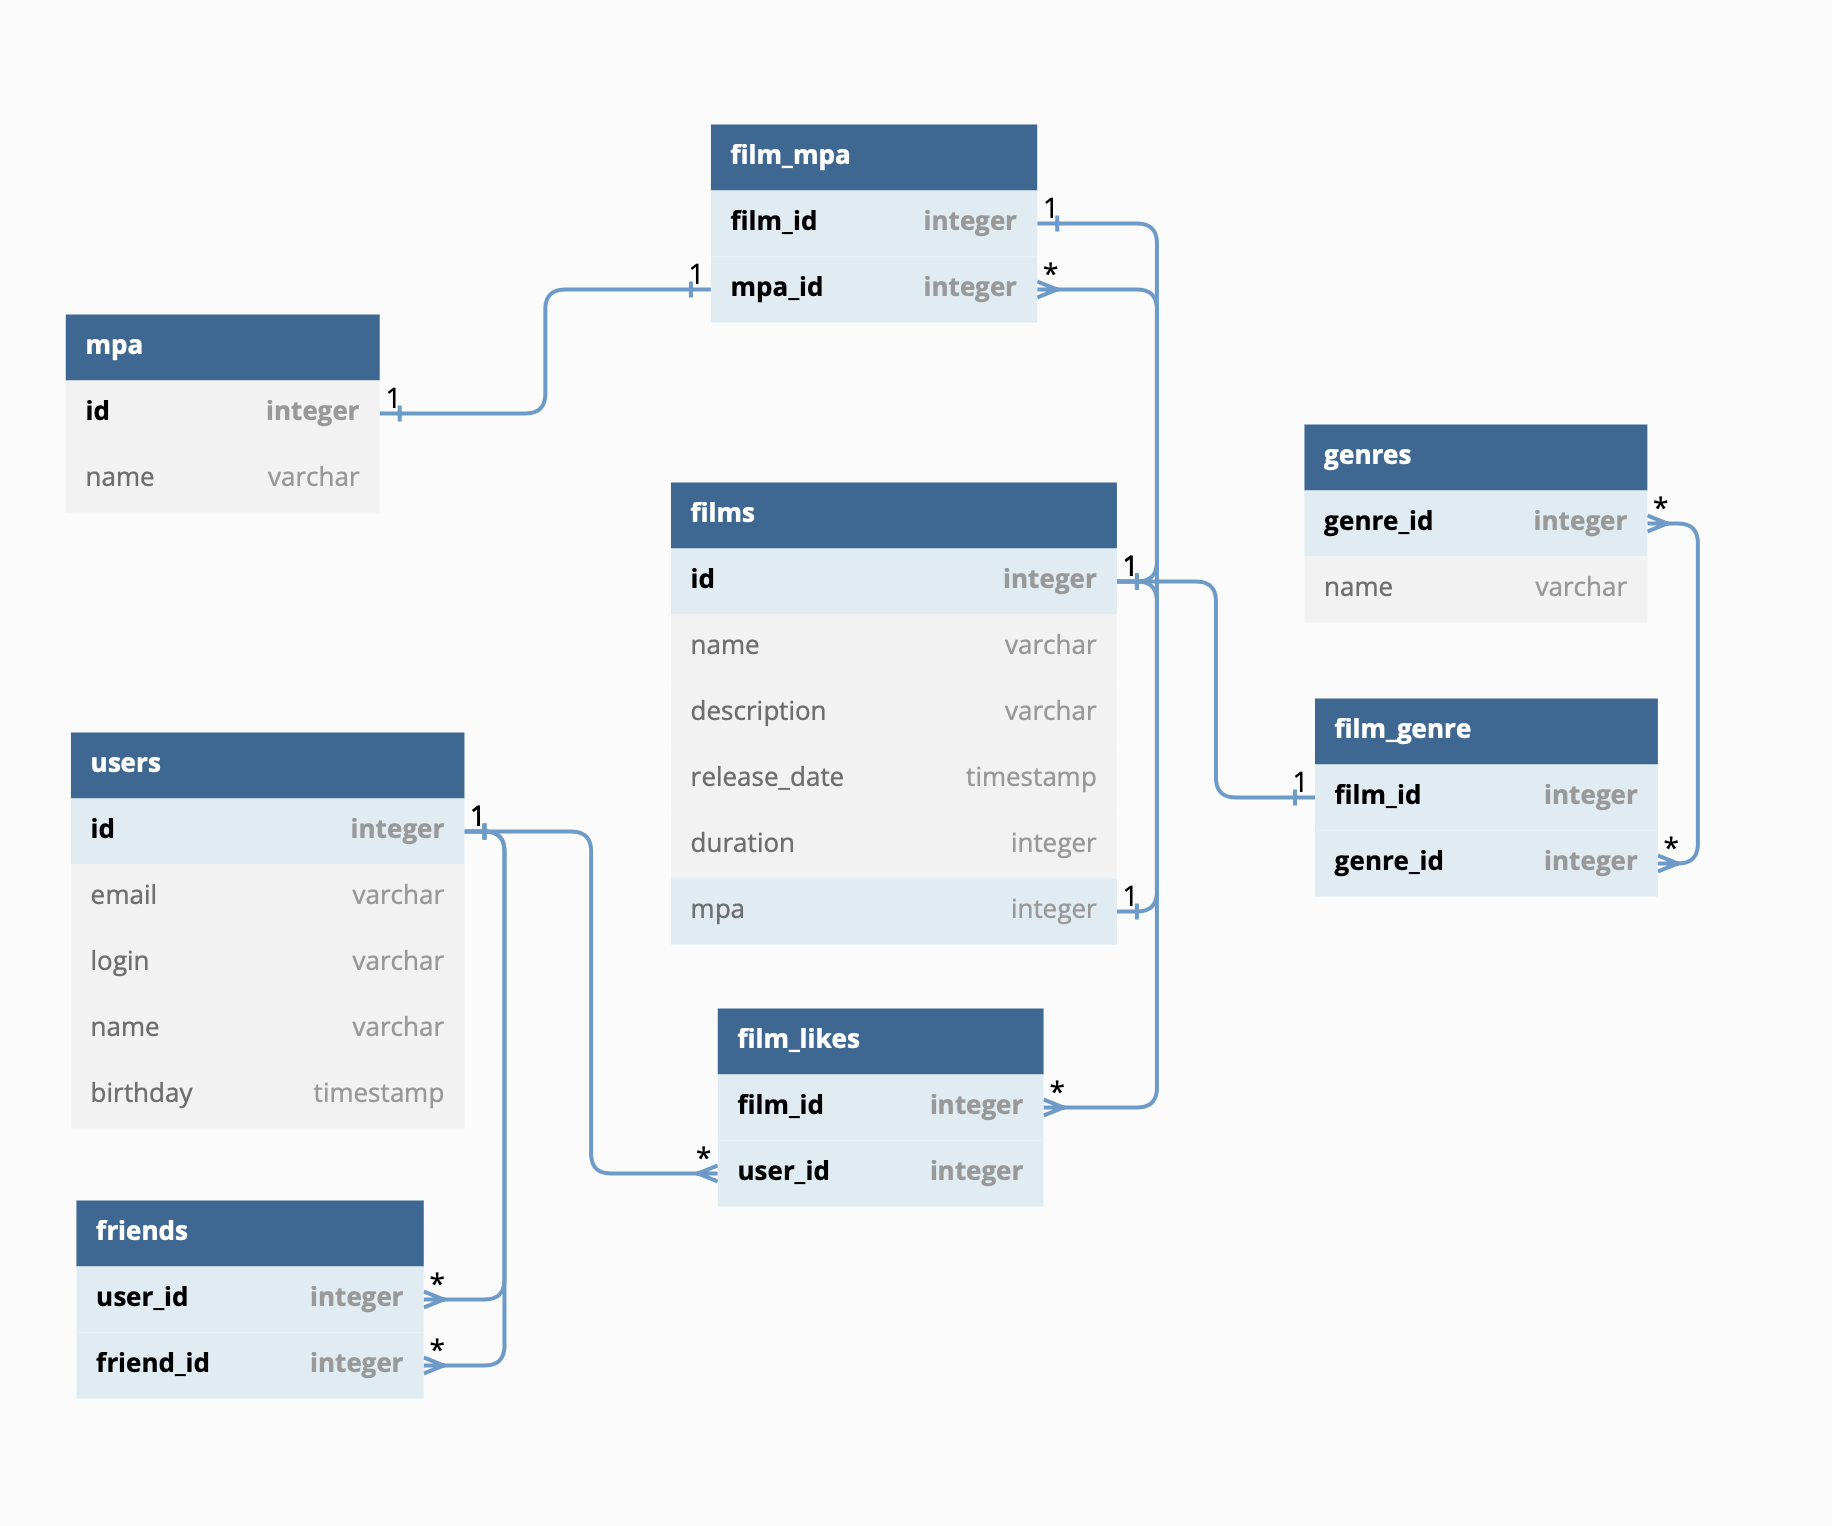 film_mpa
film_id integer 1
1 mpa_id integer *
mpa
id integer 1
name varchar
films
id integer 1
name varchar
description varchar
release_date timestamp
duration integer
mpa integer 1
genres
genre_id integer *
name varchar
film_genre
1 film_id integer
genre_id integer *
users
id integer 1
email varchar
login varchar
name varchar
birthday timestamp
film_likes
film_id integer *
* user_id integer
friends
user_id integer *
friend_id integer *